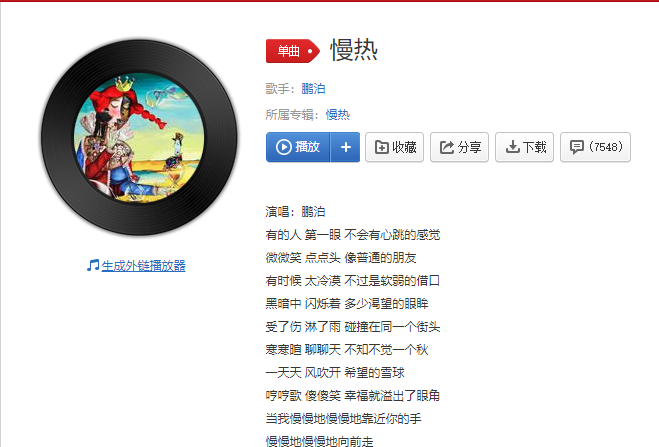 单曲 慢热
歌手：鹏泊
所属专辑：慢热
播放 + 收藏 分享 下载 (7548)
生成外链播放器
演唱：鹏泊
有的人 第一眼 不会有心跳的感觉
微微笑 点点头 像普通的朋友
有时候 太冷漠 不过是软弱的借口
黑暗中 闪烁着 多少渴望的眼眸
受了伤 淋了雨 碰撞在同一个街头
寒寒暄 聊聊天 不知不觉一个秋
一天天 风吹开 希望的雪球
哼哼歌 傻傻笑 幸福就溢出了眼角
当我慢慢地慢慢地靠近你的手
慢慢地慢慢地向前走